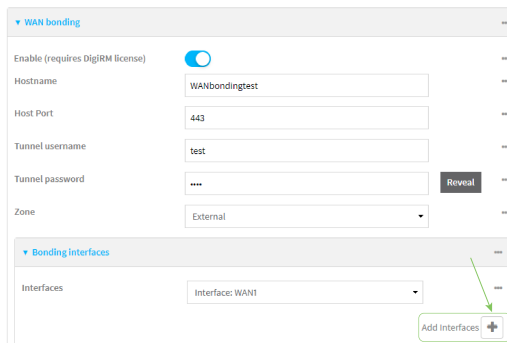 WAN bonding
Enable (requires DigiRM license)
Hostname WANbondingtest
Host Port 443
Tunnel username test
Tunnel password •••• Reveal
Zone External
Bonding interfaces
Interfaces Interface: WAN1
Add Interfaces